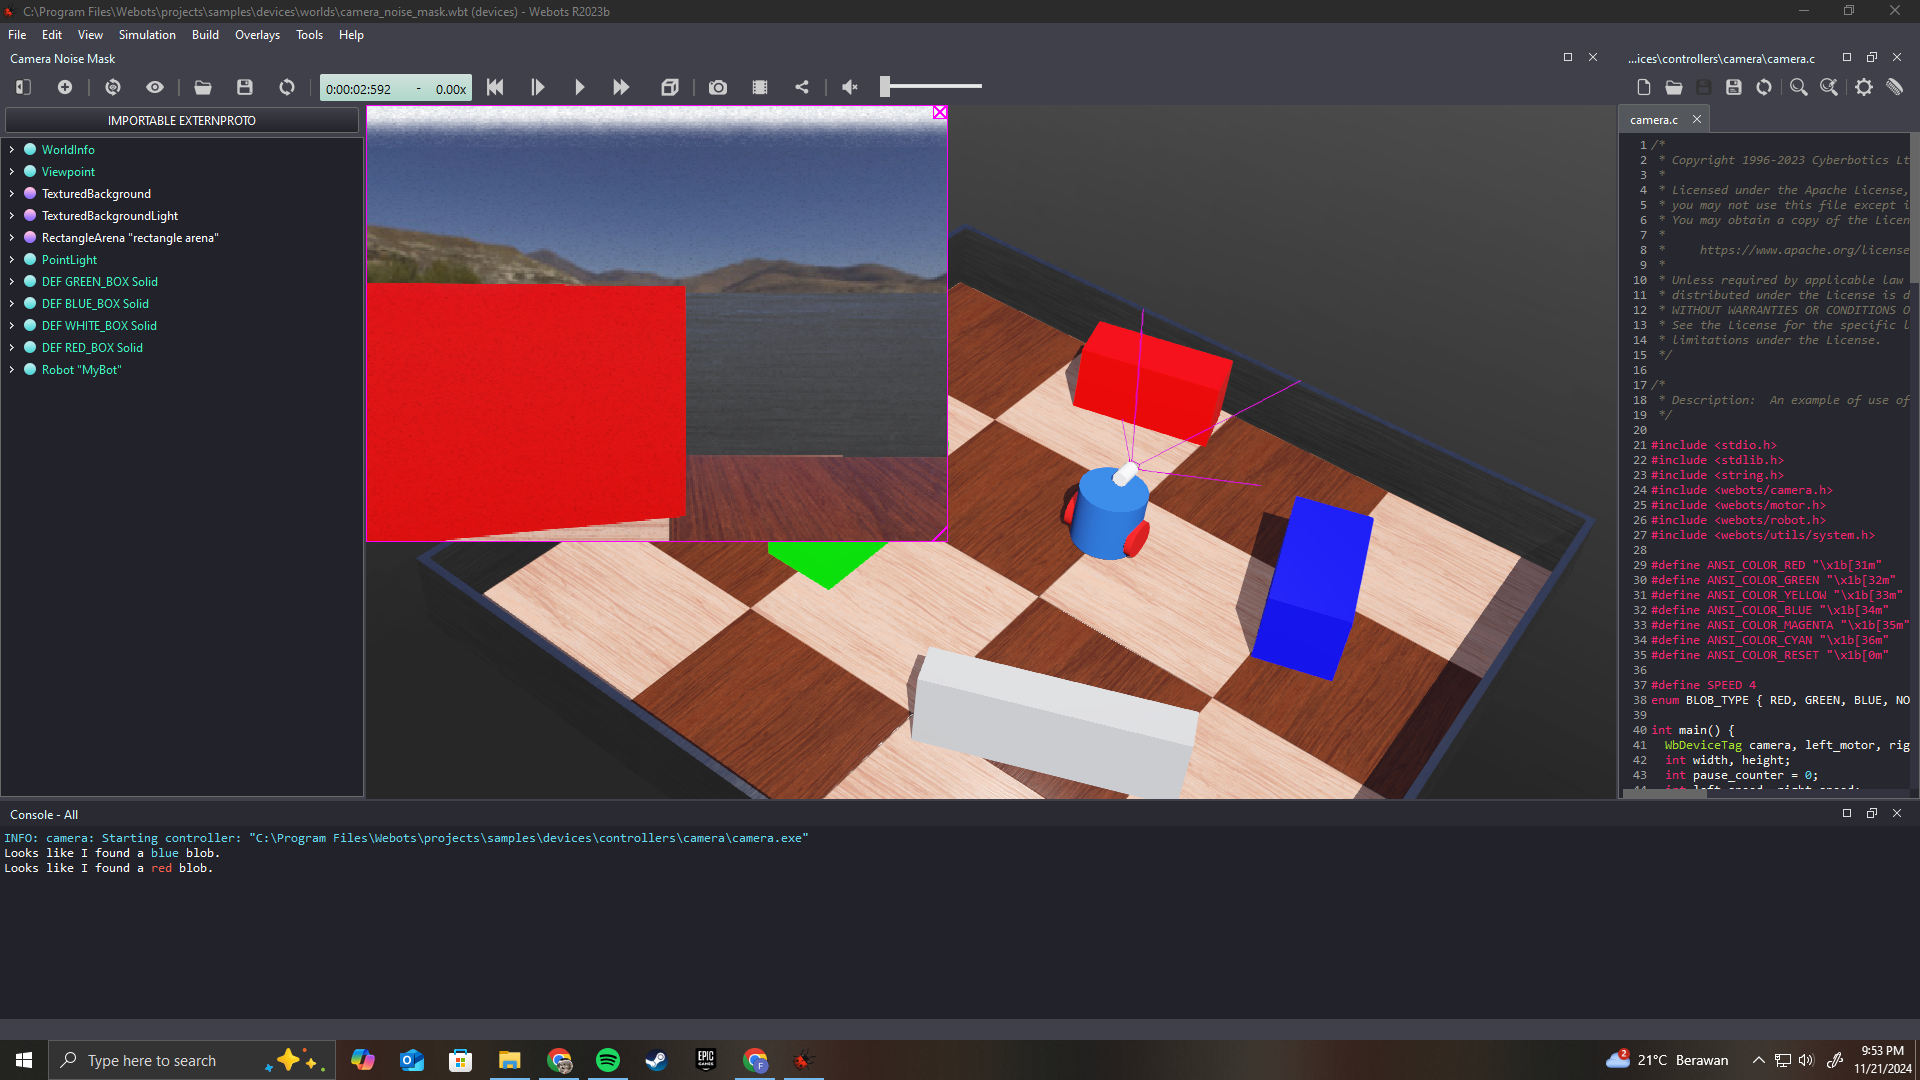 C:\Program Files\Webots\projects\samples\devices\worlds\camera_noise_mask.wbt (devices) - Webots R2023b
File Edit View Simulation Build Overlays Tools Help
Camera Noise Mask
0:00:02:592 - 0.00x
IMPORTABLE EXTERNPROTO
WorldInfo
Viewpoint
TexturedBackground
TexturedBackgroundLight
RectangleArena "rectangle arena"
PointLight
DEF GREEN_BOX Solid
DEF BLUE_BOX Solid
DEF WHITE_BOX Solid
DEF RED_BOX Solid
Robot "MyBot"
...ices\controllers\camera\camera.c
camera.c
1 /*
2 * Copyright 1996-2023 Cyberbotics Lt
3 *
4 * Licensed under the Apache License,
5 * you may not use this file except i
6 * You may obtain a copy of the Licen
7 *
8 * https://www.apache.org/license
9 *
10 * Unless required by applicable law
11 * distributed under the License is d
12 * WITHOUT WARRANTIES OR CONDITIONS O
13 * See the License for the specific l
14 * limitations under the License.
15 */
16
17 /*
18 * Description: An example of use of
19 */
20
21 #include <stdio.h>
22 #include <stdlib.h>
23 #include <string.h>
24 #include <webots/camera.h>
25 #include <webots/motor.h>
26 #include <webots/robot.h>
27 #include <webots/utils/system.h>
28
29 #define ANSI_COLOR_RED "\x1b[31m"
30 #define ANSI_COLOR_GREEN "\x1b[32m"
31 #define ANSI_COLOR_YELLOW "\x1b[33m"
32 #define ANSI_COLOR_BLUE "\x1b[34m"
33 #define ANSI_COLOR_MAGENTA "\x1b[35m"
34 #define ANSI_COLOR_CYAN "\x1b[36m"
35 #define ANSI_COLOR_RESET "\x1b[0m"
36
37 #define SPEED 4
38 enum BLOB_TYPE { RED, GREEN, BLUE, NO
39
40 int main() {
41 WbDeviceTag camera, left_motor, rig
42 int width, height;
43 int pause_counter = 0;
44 int left_speed, right_speed;
Console - All
INFO: camera: Starting controller: "C:\Program Files\Webots\projects\samples\devices\controllers\camera\camera.exe"
Looks like I found a blue blob.
Looks like I found a red blob.
Type here to search
EPIC GAMES
F
2
21°C Berawan
9:53 PM
11/21/2024